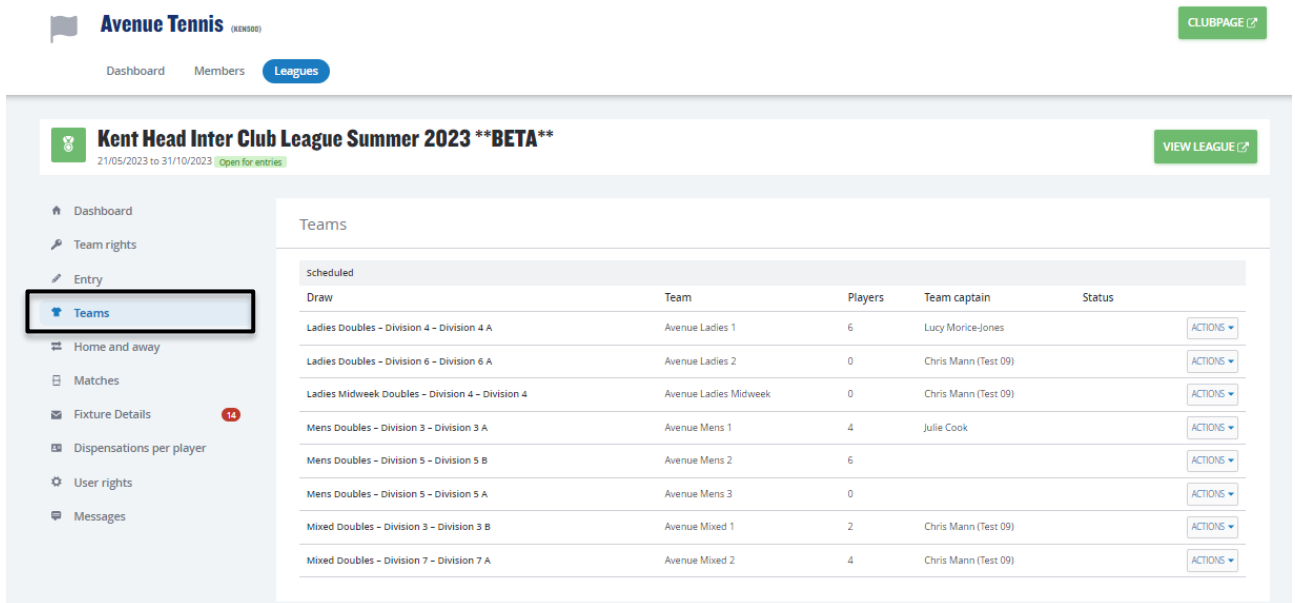 Avenue Tennis (KEN500)
CLUBPAGE
Dashboard Members Leagues
Kent Head Inter Club League Summer 2023 **BETA**
21/05/2023 to 31/10/2023 Open for entries
VIEW LEAGUE
Dashboard
Team rights
Entry
Teams
Home and away
Matches
Fixture Details 14
Dispensations per player
User rights
Messages
Teams
Scheduled
Draw Team Players Team captain Status
Ladies Doubles – Division 4 – Division 4 A Avenue Ladies 1 6 Lucy Morice-Jones ACTIONS
Ladies Doubles – Division 6 – Division 6 A Avenue Ladies 2 0 Chris Mann (Test 09) ACTIONS
Ladies Midweek Doubles – Division 4 – Division 4 Avenue Ladies Midweek 0 Chris Mann (Test 09) ACTIONS
Mens Doubles – Division 3 – Division 3 A Avenue Mens 1 4 Julie Cook ACTIONS
Mens Doubles – Division 5 – Division 5 B Avenue Mens 2 6 ACTIONS
Mens Doubles – Division 5 – Division 5 A Avenue Mens 3 0 ACTIONS
Mixed Doubles – Division 3 – Division 3 B Avenue Mixed 1 2 Chris Mann (Test 09) ACTIONS
Mixed Doubles – Division 7 – Division 7 A Avenue Mixed 2 4 Chris Mann (Test 09) ACTIONS